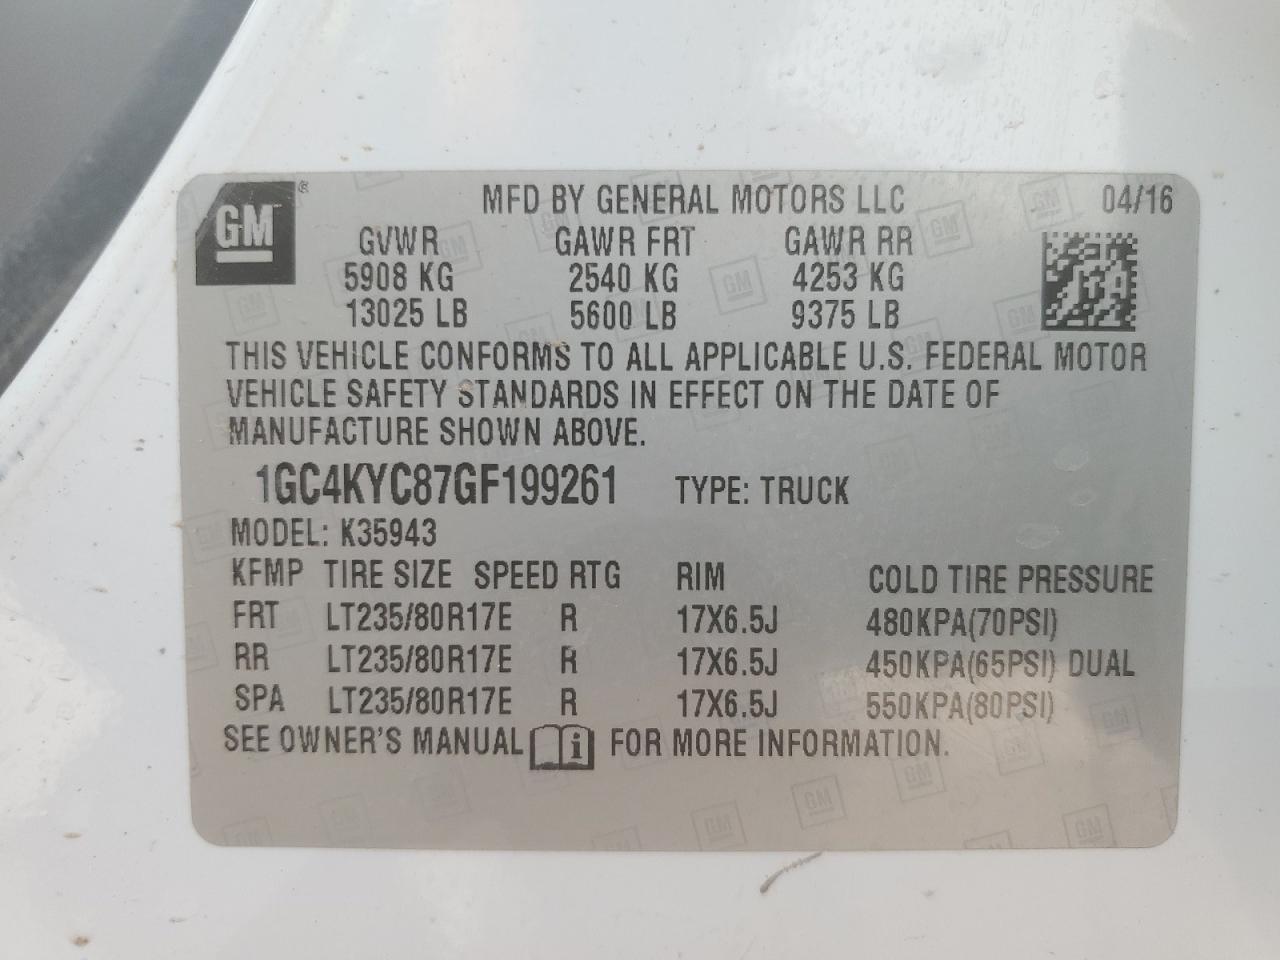 GM ®
MFD BY GENERAL MOTORS LLC 04/16
GVWR GAWR FRT GAWR RR
5908 KG 2540 KG 4253 KG
13025 LB 5600 LB 9375 LB
THIS VEHICLE CONFORMS TO ALL APPLICABLE U.S. FEDERAL MOTOR
VEHICLE SAFETY STANDARDS IN EFFECT ON THE DATE OF
MANUFACTURE SHOWN ABOVE.
1GC4KYC87GF199261 TYPE: TRUCK
MODEL: K35943
KFMP TIRE SIZE SPEED RTG RIM COLD TIRE PRESSURE
FRT LT235/80R17E R 17X6.5J 480KPA(70PSI)
RR LT235/80R17E R 17X6.5J 450KPA(65PSI) DUAL
SPA LT235/80R17E R 17X6.5J 550KPA(80PSI)
SEE OWNER'S MANUAL i FOR MORE INFORMATION.